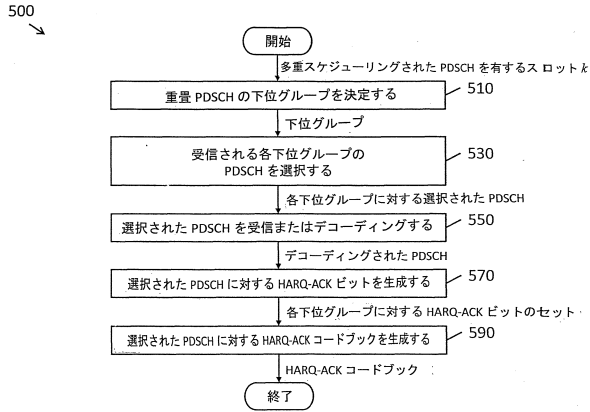 500
開始
多重スケジューリングされた PDSCH を有するスロット k
重畳 PDSCH の下位グループを決定する
510
下位グループ
受信される各下位グループの
PDSCH を選択する
530
各下位グループに対する選択された PDSCH
選択された PDSCH を受信またはデコーディングする
550
デコーディングされた PDSCH
選択された PDSCH に対する HARQ-ACK ビットを生成する
570
各下位グループに対する HARQ-ACK ビットのセット
選択された PDSCH に対する HARQ-ACK コードブックを生成する
590
HARQ-ACK コードブック
終了